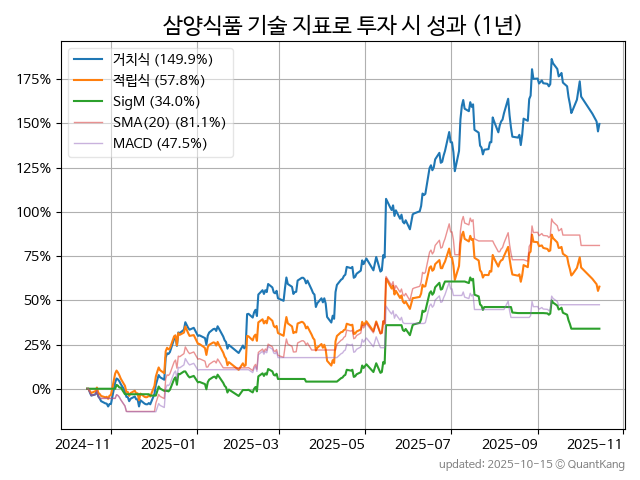 삼양식품 기술 지표로 투자 시 성과 (1년)
거치식 (149.9%)
적립식 (57.8%)
SigM (34.0%)
SMA(20) (81.1%)
MACD (47.5%)
175%
150%
125%
100%
75%
50%
25%
0%
2024-11 2025-01 2025-03 2025-05 2025-07 2025-09 2025-11
updated: 2025-10-15 © QuantKang